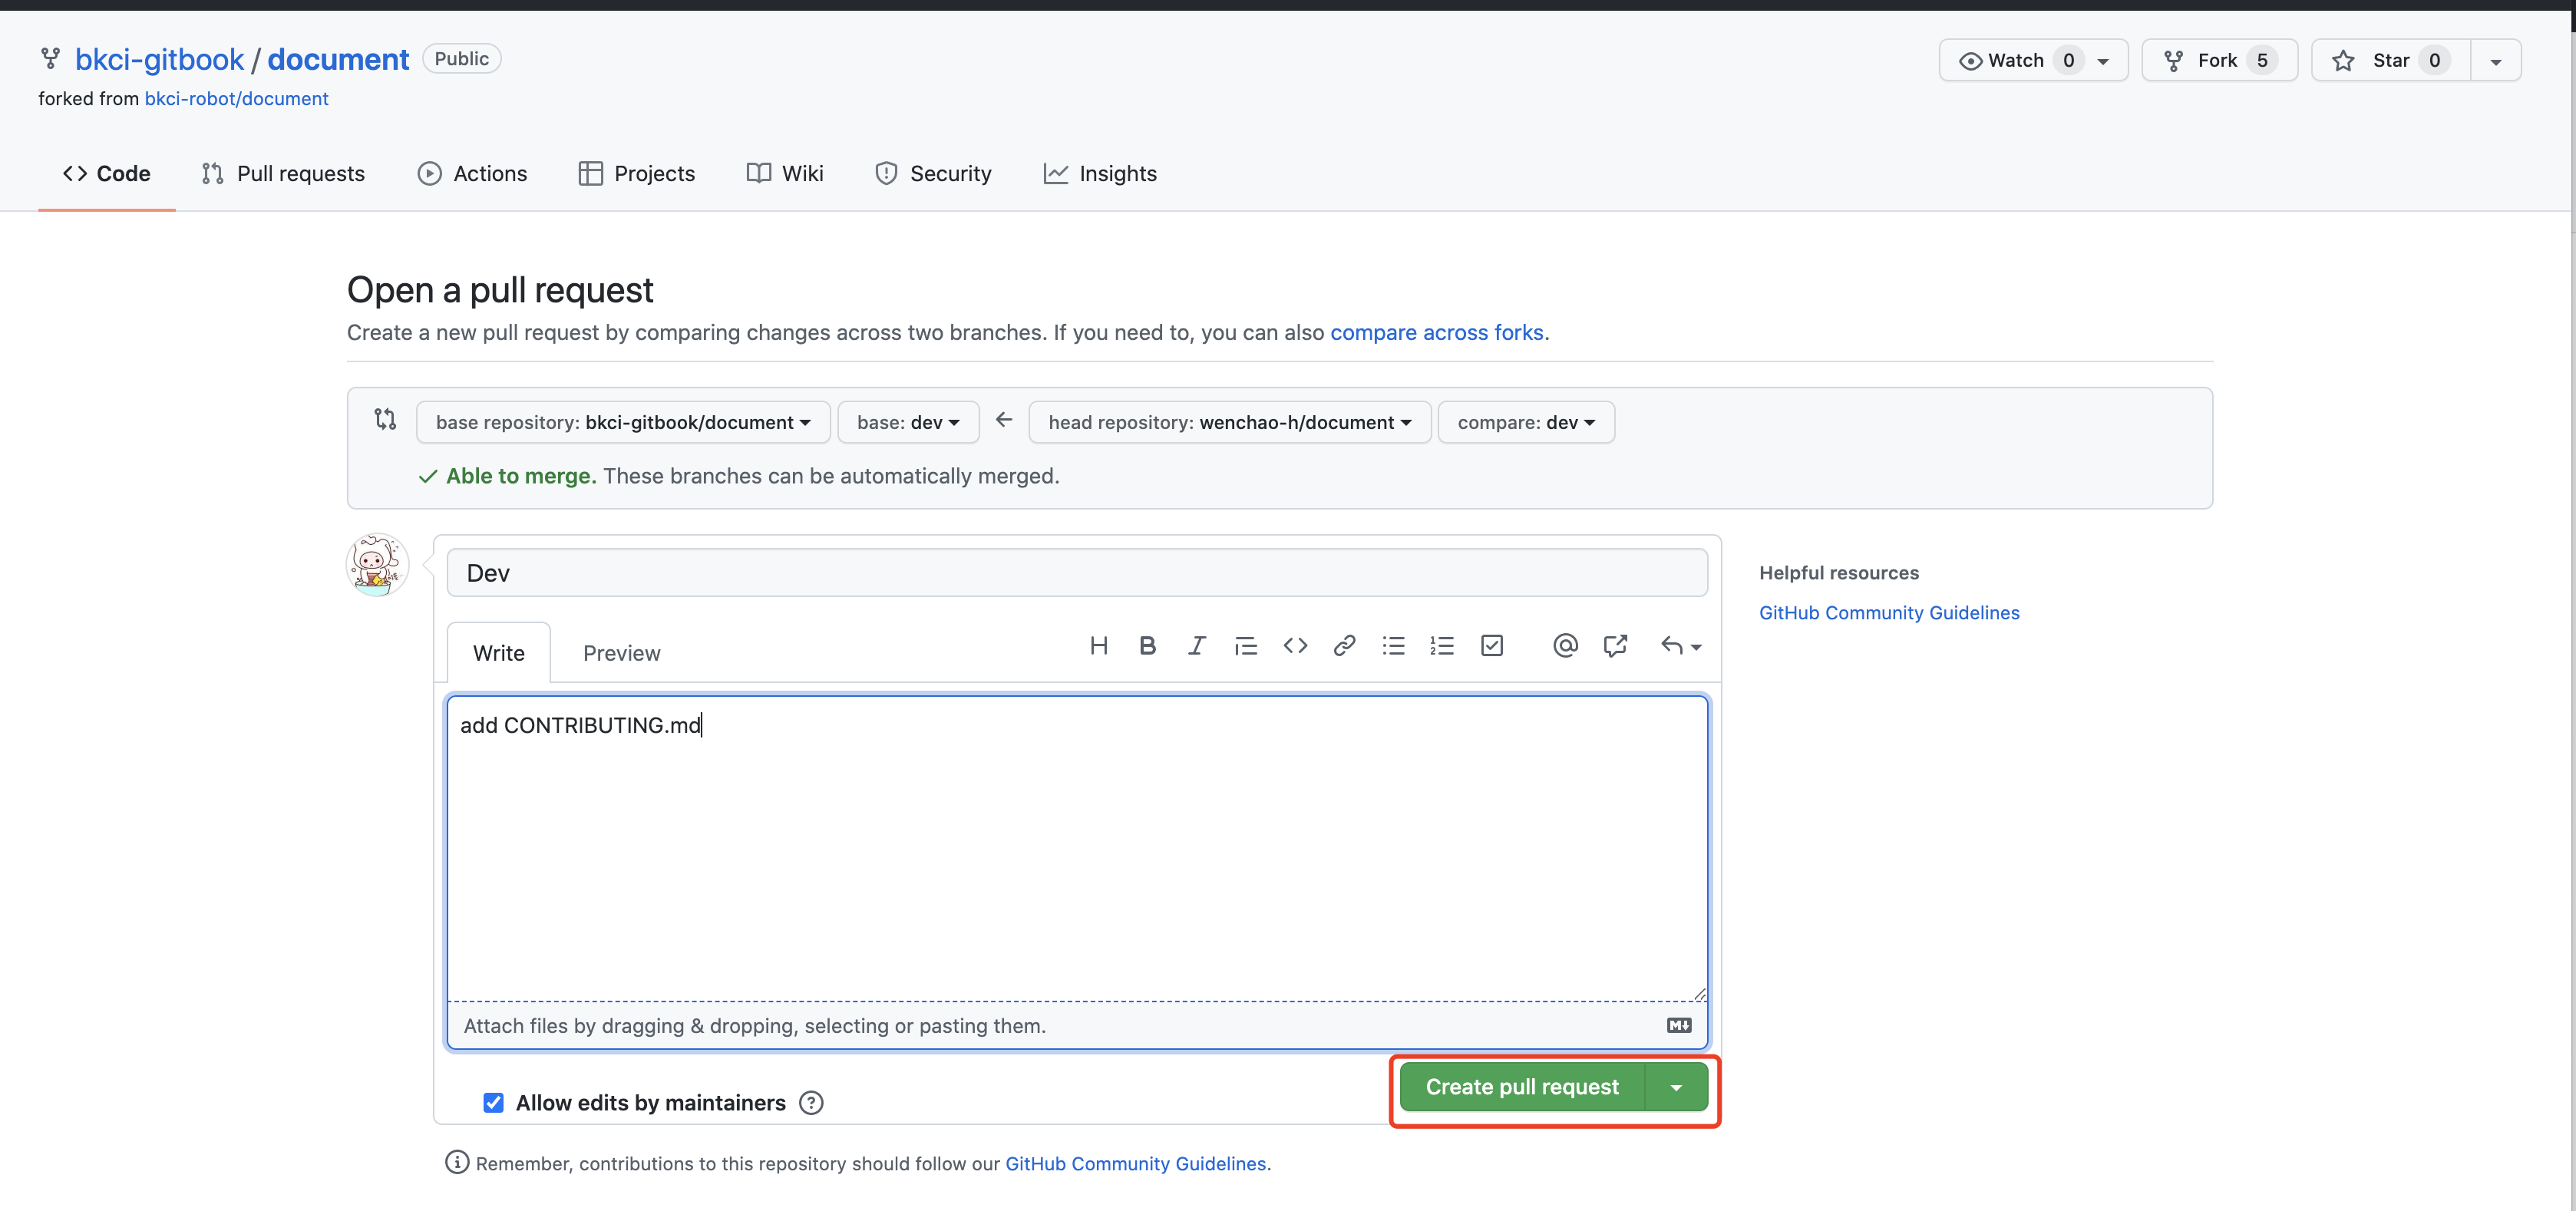 bkci-gitbook / document Public
Watch 0 Fork 5 Star 0
forked from bkci-robot/document
Code Pull requests Actions Projects Wiki Security Insights
Open a pull request
Create a new pull request by comparing changes across two branches. If you need to, you can also compare across forks.
base repository: bkci-gitbook/document base: dev ← head repository: wenchao-h/document compare: dev
Able to merge. These branches can be automatically merged.
Dev
Helpful resources
GitHub Community Guidelines
Write Preview
add CONTRIBUTING.md
Attach files by dragging & dropping, selecting or pasting them.
Create pull request
Allow edits by maintainers
Remember, contributions to this repository should follow our GitHub Community Guidelines.